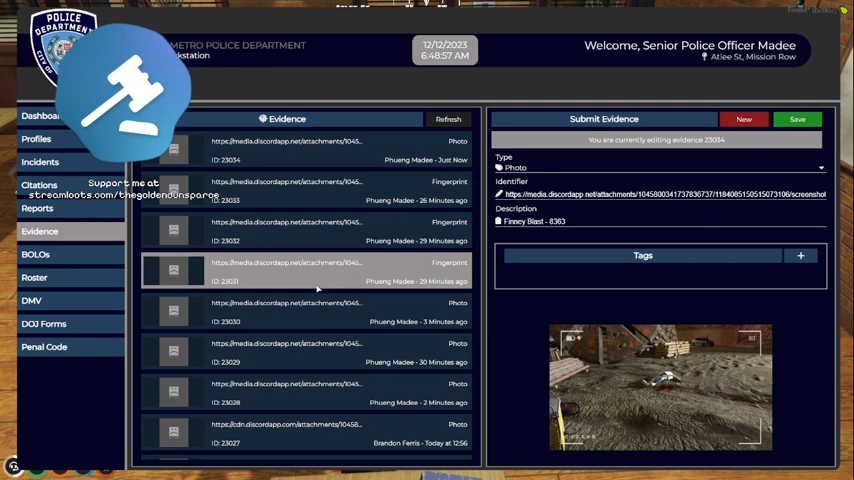 FiveM® (b2802)
POLICE
DEPARTMENT
CITY OF
METRO POLICE DEPARTMENT
kstation
12/12/2023
6:48:57 AM
Welcome, Senior Police Officer Madee
Atlee St, Mission Row
Dashboa
Profiles
Incidents
Citations
Reports
Evidence
BOLOs
Roster
DMV
DOJ Forms
Penal Code
Support me at
streamloots.com/thegoldendunsparce
Evidence
Refresh
https://media.discordapp.net/attachments/1045...
Photo
ID: 23034
Phueng Madee - Just Now
https://media.discordapp.net/attachments/1045...
Fingerprint
ID: 23033
Phueng Madee - 26 Minutes ago
https://media.discordapp.net/attachments/1045...
Fingerprint
ID: 23032
Phueng Madee - 29 Minutes ago
https://media.discordapp.net/attachments/1045...
Fingerprint
ID: 23031
Phueng Madee - 29 Minutes ago
https://media.discordapp.net/attachments/1045...
Photo
ID: 23030
Phueng Madee - 3 Minutes ago
https://media.discordapp.net/attachments/1045...
Photo
ID: 23029
Phueng Madee - 30 Minutes ago
https://media.discordapp.net/attachments/1045...
Photo
ID: 23028
Phueng Madee - 2 Minutes ago
https://cdn.discordapp.com/attachments/10458...
Photo
ID: 23027
Brandon Ferris - Today at 12:56
Submit Evidence
New
Save
You are currently editing evidence 23034
Type
Photo
Identifier
https://media.discordapp.net/attachments/1045800341737836737/1184085150515073106/screenshot
Description
Finney Blast - 8363
Tags
+